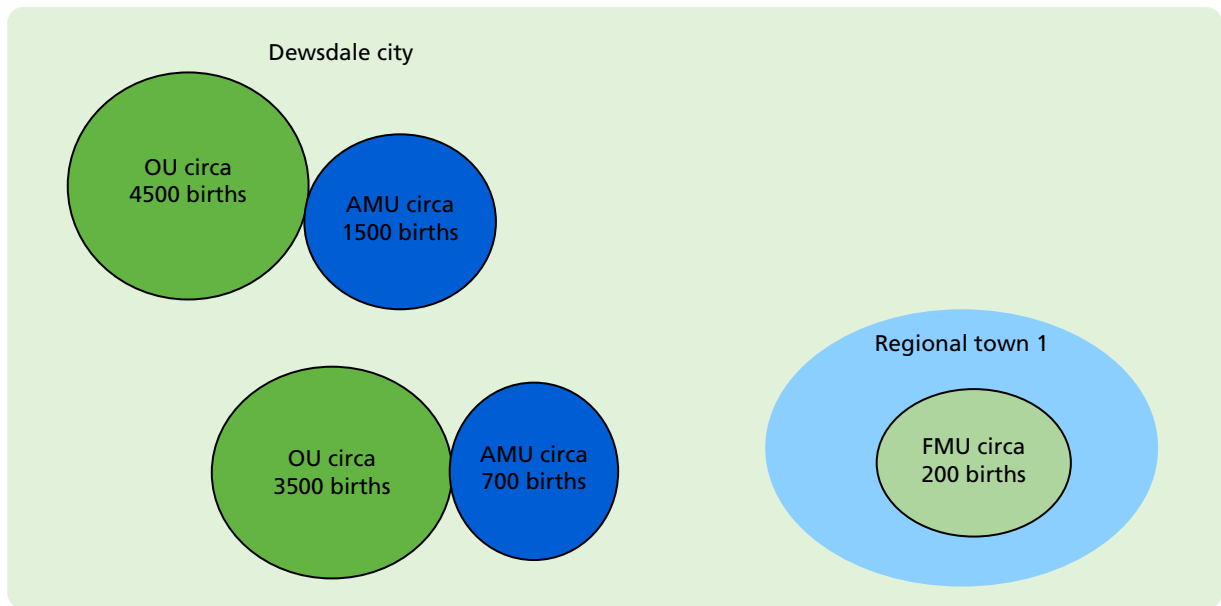 Dewsdale city
OU circa
4500 births
AMU circa
1500 births
Regional town 1
OU circa
3500 births
AMU circa
700 births
FMU circa
200 births